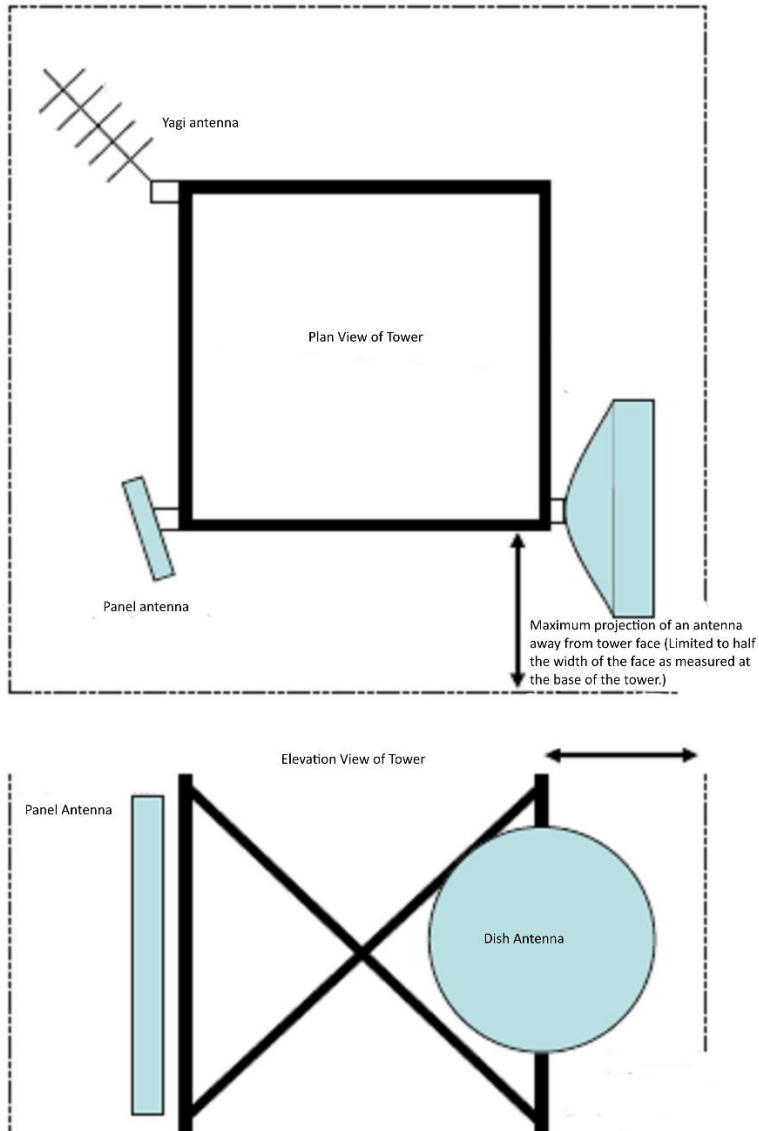 Yagi antenna
Plan View of Tower
Panel antenna
Maximum projection of an antenna
away from tower face (Limited to half
the width of the face as measured at
the base of the tower.)
Elevation View of Tower
Panel Antenna
Dish Antenna